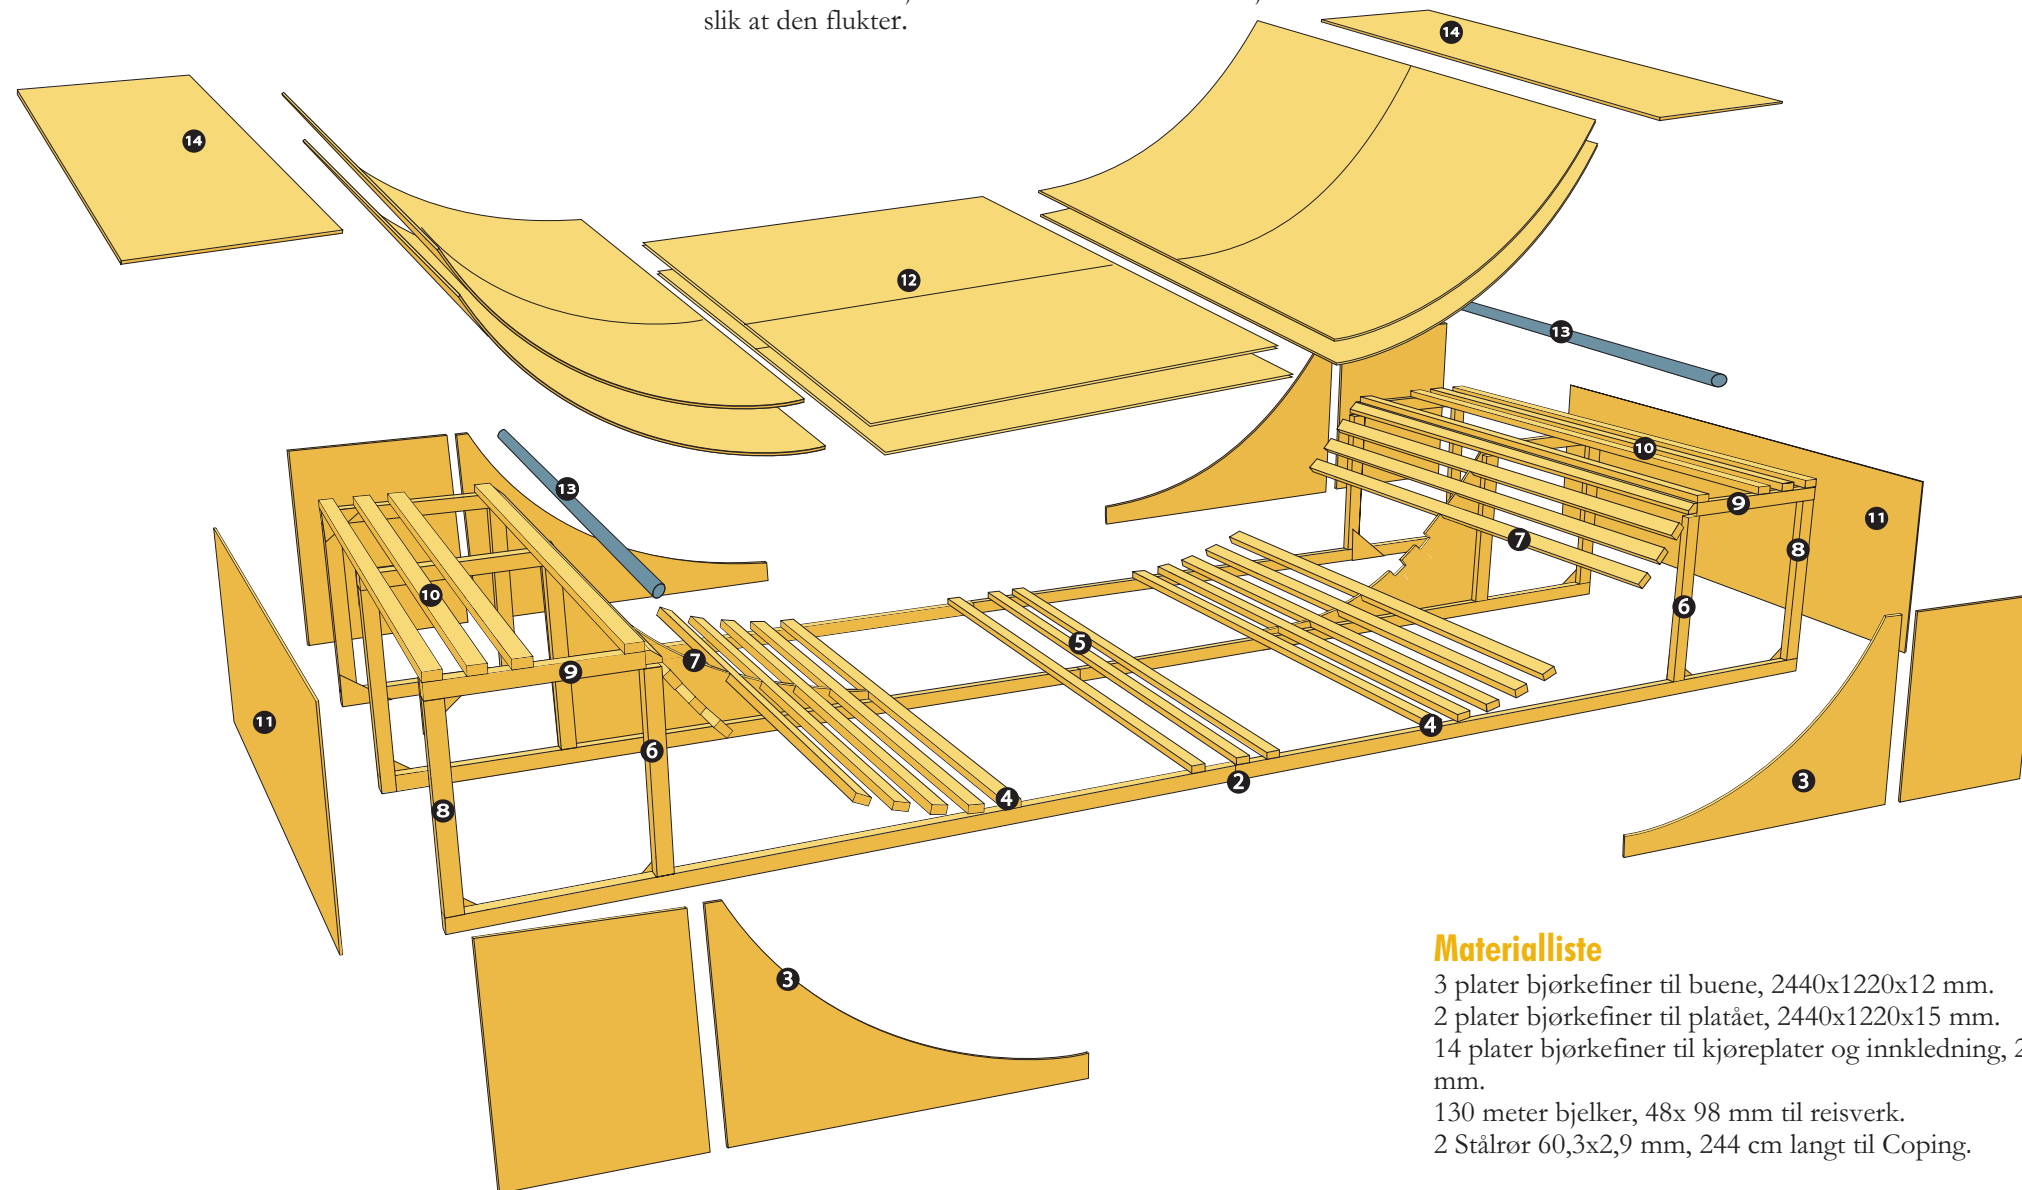 slik at den flukter.
14
14
12
13
13
10
9
11
7
8
10
6
5
7
9
11
4
6
4
2
3
8
3
Materialliste
3 plater bjørkefiner til buene, 2440x1220x12 mm.
2 plater bjørkefiner til platået, 2440x1220x15 mm.
14 plater bjørkefiner til kjøreplater og innkledning, 2
mm.
130 meter bjelker, 48x 98 mm til reisverk.
2 Stålrør 60,3x2,9 mm, 244 cm langt til Coping.